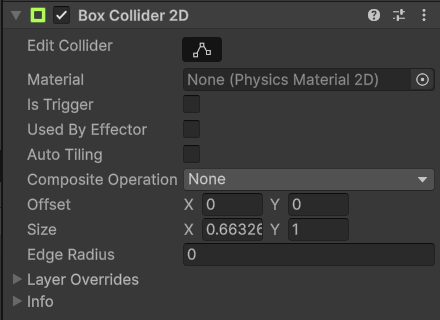 Box Collider 2D
Edit Collider
Material None (Physics Material 2D)
Is Trigger
Used By Effector
Auto Tiling
Composite Operation None
Offset X 0 Y 0
Size X 0.66326 Y 1
Edge Radius 0
Layer Overrides
Info